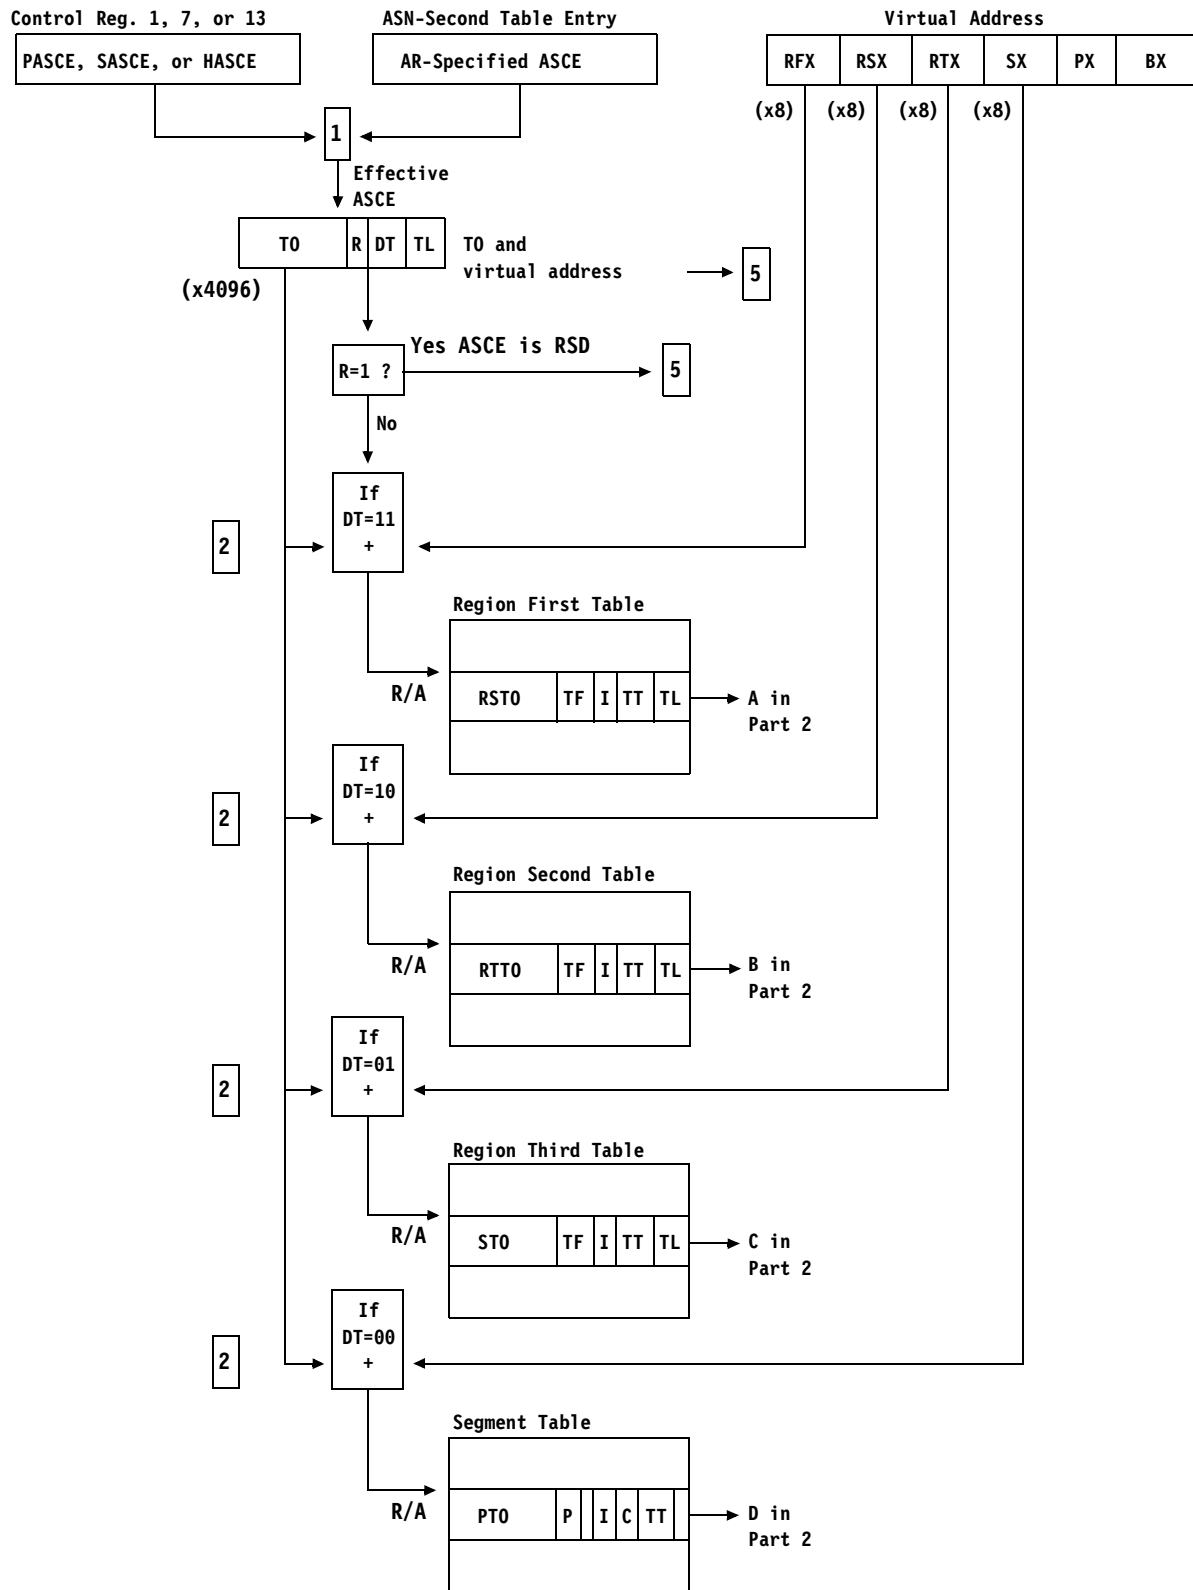 Control Reg. 1, 7, or 13
ASN-Second Table Entry
Virtual Address
PASCE, SASCE, or HASCE
AR-Specified ASCE
RFX RSX RTX SX PX BX
(x8) (x8) (x8) (x8)
1
Effective
ASCE
TO R DT TL
TO and
virtual address
5
(x4096)
Yes ASCE is RSD
R=1 ?
5
No
If
DT=11
+
2
Region First Table
R/A
RSTO TF I TT TL
A in
Part 2
If
DT=10
+
2
Region Second Table
R/A
RTTO TF I TT TL
B in
Part 2
If
DT=01
+
2
Region Third Table
R/A
STO TF I TT TL
C in
Part 2
If
DT=00
+
2
Segment Table
R/A
PTO P I C TT
D in
Part 2